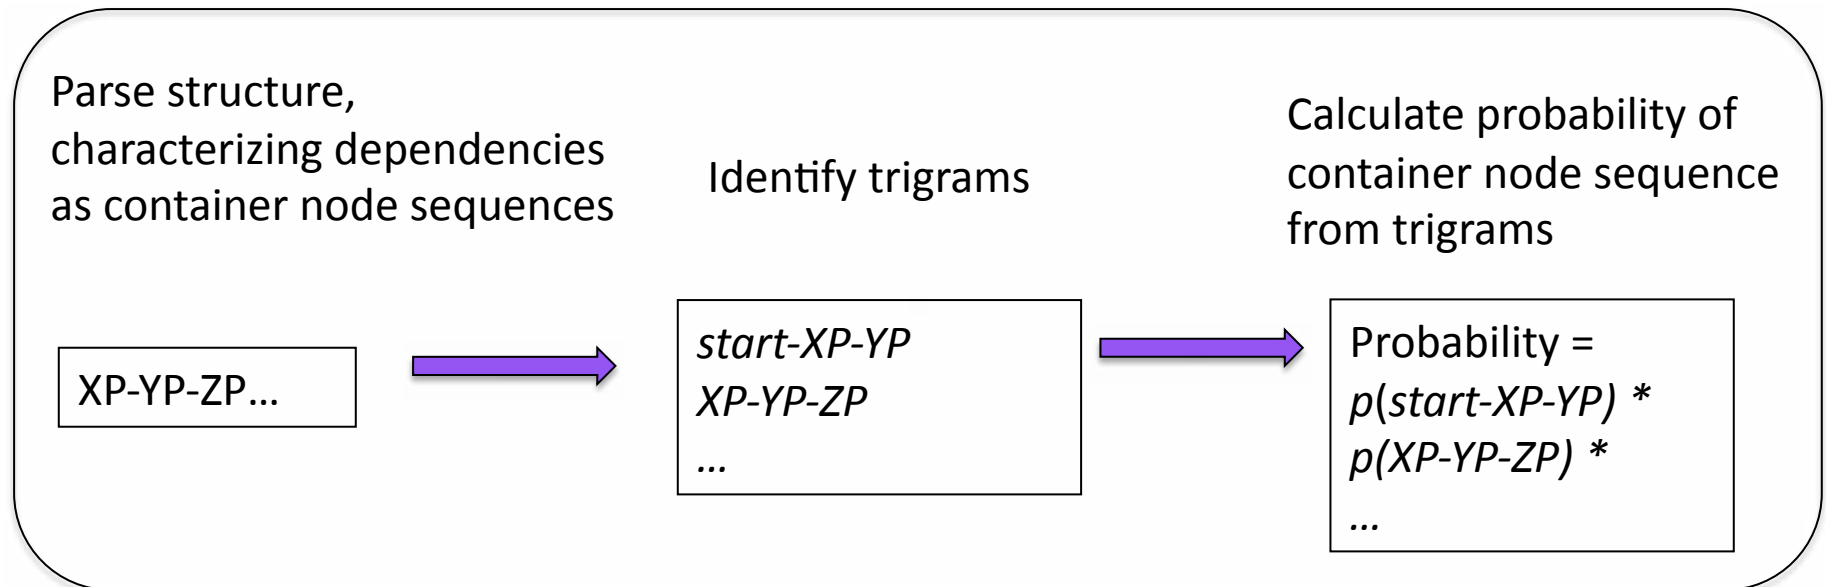 Parse structure,
characterizing dependencies
as container node sequences
XP-YP-ZP...
Identify trigrams
start-XP-YP
XP-YP-ZP
...
Calculate probability of
container node sequence
from trigrams
Probability =
p(start-XP-YP) *
p(XP-YP-ZP) *
...